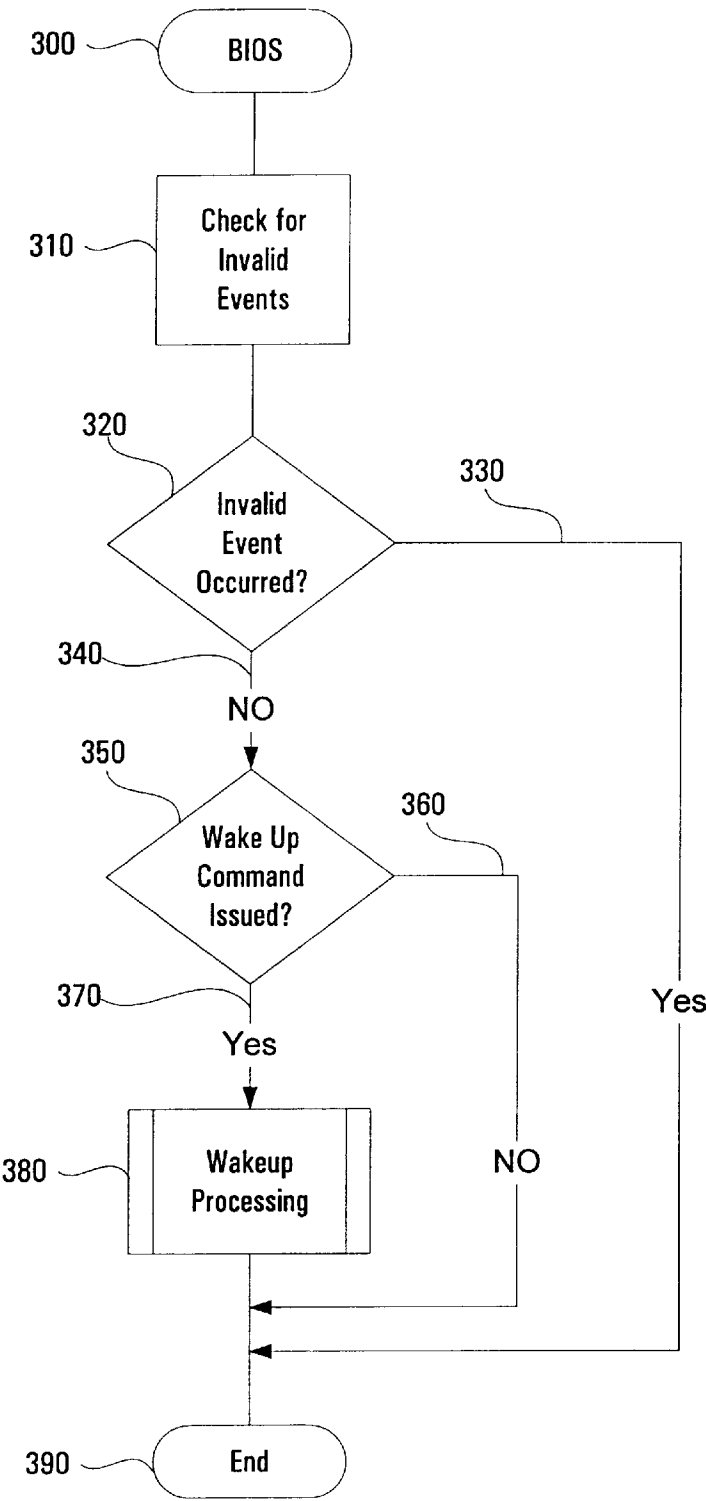 300
BIOS
310
Check for
Invalid
Events
320
330
Invalid
Event
Occurred?
340
NO
350
360
Wake Up
Command
Issued?
370
Yes
Yes
380
Wakeup
Processing
NO
390
End